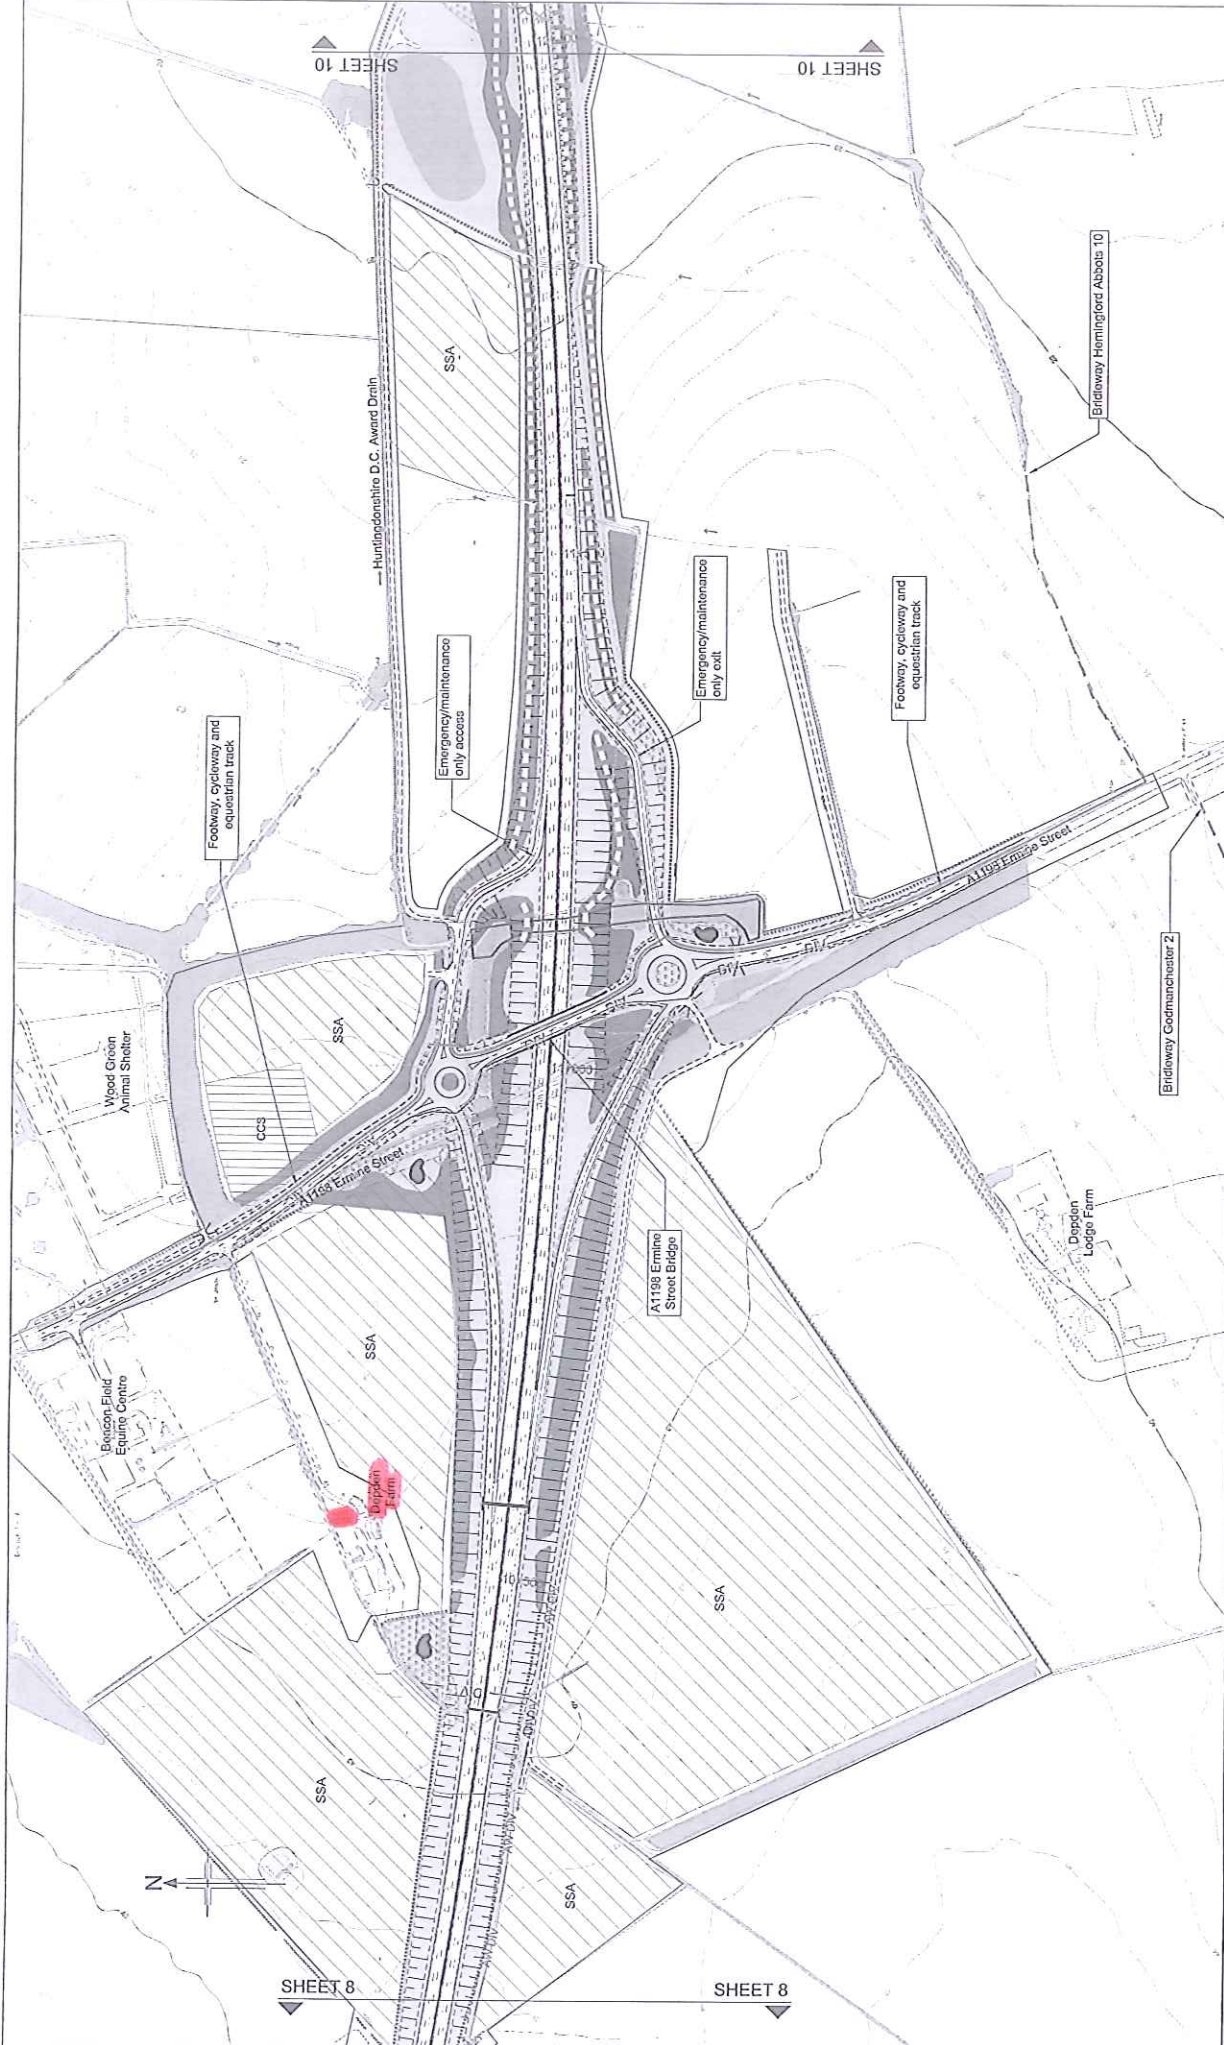 SHEET 10
SHEET 10
Huntingdonshire D.C. Award Drain
SSA
Bridleway Hemingford Abbots 10
Footway, cycleway and
equestrian track
Emergency/maintenance
only access
Emergency/maintenance
only exit
Footway, cycleway and
equestrian track
Wood Green
Animal Shelter
SSA
CCS
A1198 Ermine Street
A1198 Ermine Street
Bridleway Godmanchester 2
A1198 Ermine
Street Bridge
Depden
Lodge Farm
Beacon Field
Equine Centre
SSA
Depden
Farm
SSA
SSA
SSA
N
SHEET 8
SHEET 8